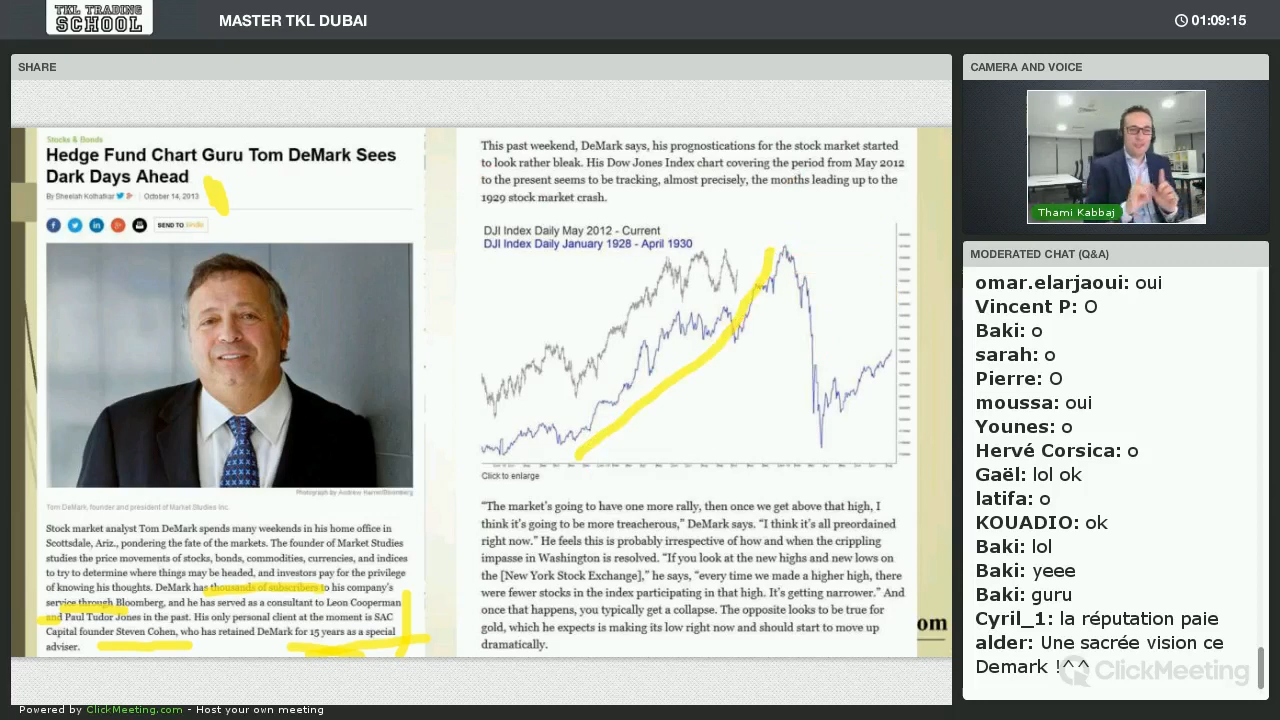 TKL TRADING
SCHOOL
MASTER TKL DUBAI
01:09:15
SHARE
Stocks & Bonds
Hedge Fund Chart Guru Tom DeMark Sees
Dark Days Ahead
By Sheelah Kolhatkar | October 14, 2013
SEND TO
Photograph by Andrew Harrer/Bloomberg
Tom DeMark, founder and president of Market Studies Inc.
Stock market analyst Tom DeMark spends many weekends in his home office in
Scottsdale, Ariz., pondering the fate of the markets. The founder of Market Studies
studies the price movements of stocks, bonds, commodities, currencies, and indices
to try to determine where things may be headed, and investors pay for the privilege
of knowing his thoughts. DeMark has thousands of subscribers to his company's
service through Bloomberg, and he has served as a consultant to Leon Cooperman
and Paul Tudor Jones in the past. His only personal client at the moment is SAC
Capital founder Steven Cohen, who has retained DeMark for 15 years as a special
adviser.
This past weekend, DeMark says, his prognostications for the stock market started
to look rather bleak. His Dow Jones Index chart covering the period from May 2012
to the present seems to be tracking, almost precisely, the months leading up to the
1929 stock market crash.
DJI Index Daily May 2012 - Current
DJI Index Daily January 1928 - April 1930
Click to enlarge
“The market's going to have one more rally, then once we get above that high, I
think it's going to be more treacherous,” DeMark says. “I think it's all preordained
right now.” He feels this is probably irrespective of how and when the crippling
impasse in Washington is resolved. “If you look at the new highs and new lows on
the [New York Stock Exchange],” he says, “every time we made a higher high, there
were fewer stocks in the index participating in that high. It's getting narrower.” And
once that happens, you typically get a collapse. The opposite looks to be true for
gold, which he expects is making its low right now and should start to move up
dramatically.
om
CAMERA AND VOICE
Thami Kabbaj
MODERATED CHAT (Q&A)
omar.elarjaoui: oui
Vincent P: O
Baki: o
sarah: o
Pierre: O
moussa: oui
Younes: o
Hervé Corsica: o
Gaël: lol ok
latifa: o
KOUADIO: ok
Baki: lol
Baki: yeee
Baki: guru
Cyril_1: la réputation paie
alder: Une sacrée vision ce
Demark !^^
ClickMeeting
Powered by ClickMeeting.com - Host your own meeting